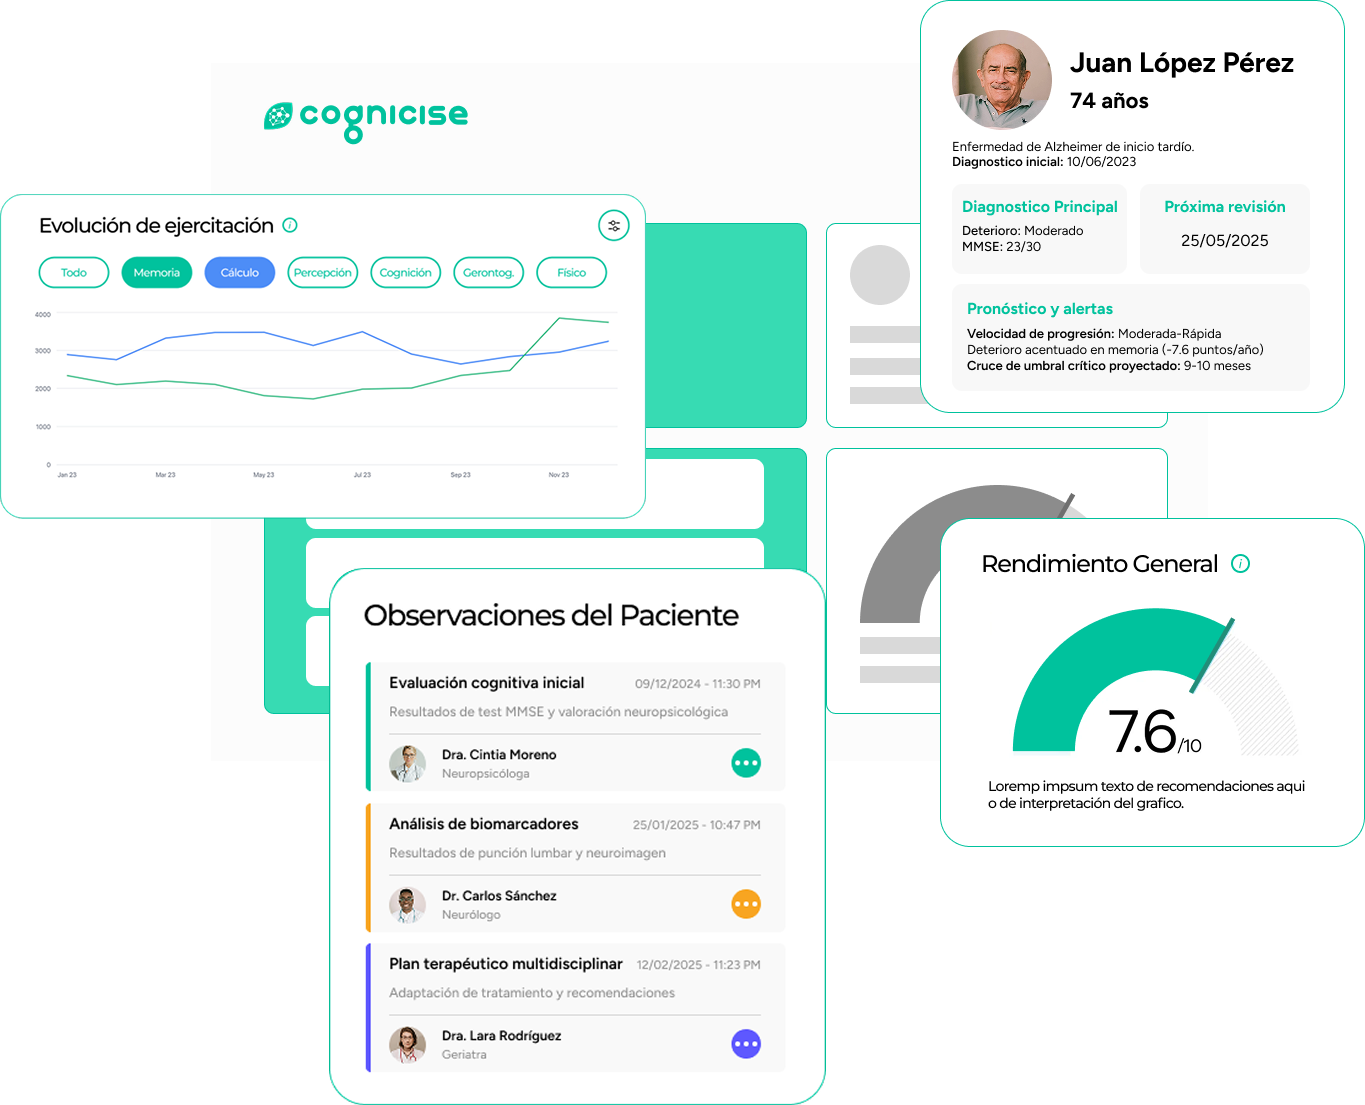 cognicise
Juan López Pérez
74 años
Enfermedad de Alzheimer de inicio tardío.
Diagnostico inicial: 10/06/2023
Diagnostico Principal
Deterioro: Moderado
MMSE: 23/30
Próxima revisión
25/05/2025
Pronóstico y alertas
Velocidad de progresión: Moderada-Rápida
Deterioro acentuado en memoria (-7.6 puntos/año)
Cruce de umbral crítico proyectado: 9-10 meses
Evolución de ejercitación i
Todo Memoria Cálculo Percepción Cognición Gerontog. Físico
4000
3000
2000
1000
0
Jan 23 Mar 23 May 23 Jul 23 Sep 23 Nov 23
Rendimiento General i
7.6/10
Loremp impsum texto de recomendaciones aqui
o de interpretación del grafico.
Observaciones del Paciente
Evaluación cognitiva inicial 09/12/2024 - 11:30 PM
Resultados de test MMSE y valoración neuropsicológica
Dra. Cintia Moreno
Neuropsicóloga
Análisis de biomarcadores 25/01/2025 - 10:47 PM
Resultados de punción lumbar y neuroimagen
Dr. Carlos Sánchez
Neurólogo
Plan terapéutico multidisciplinar 12/02/2025 - 11:23 PM
Adaptación de tratamiento y recomendaciones
Dra. Lara Rodríguez
Geriatra